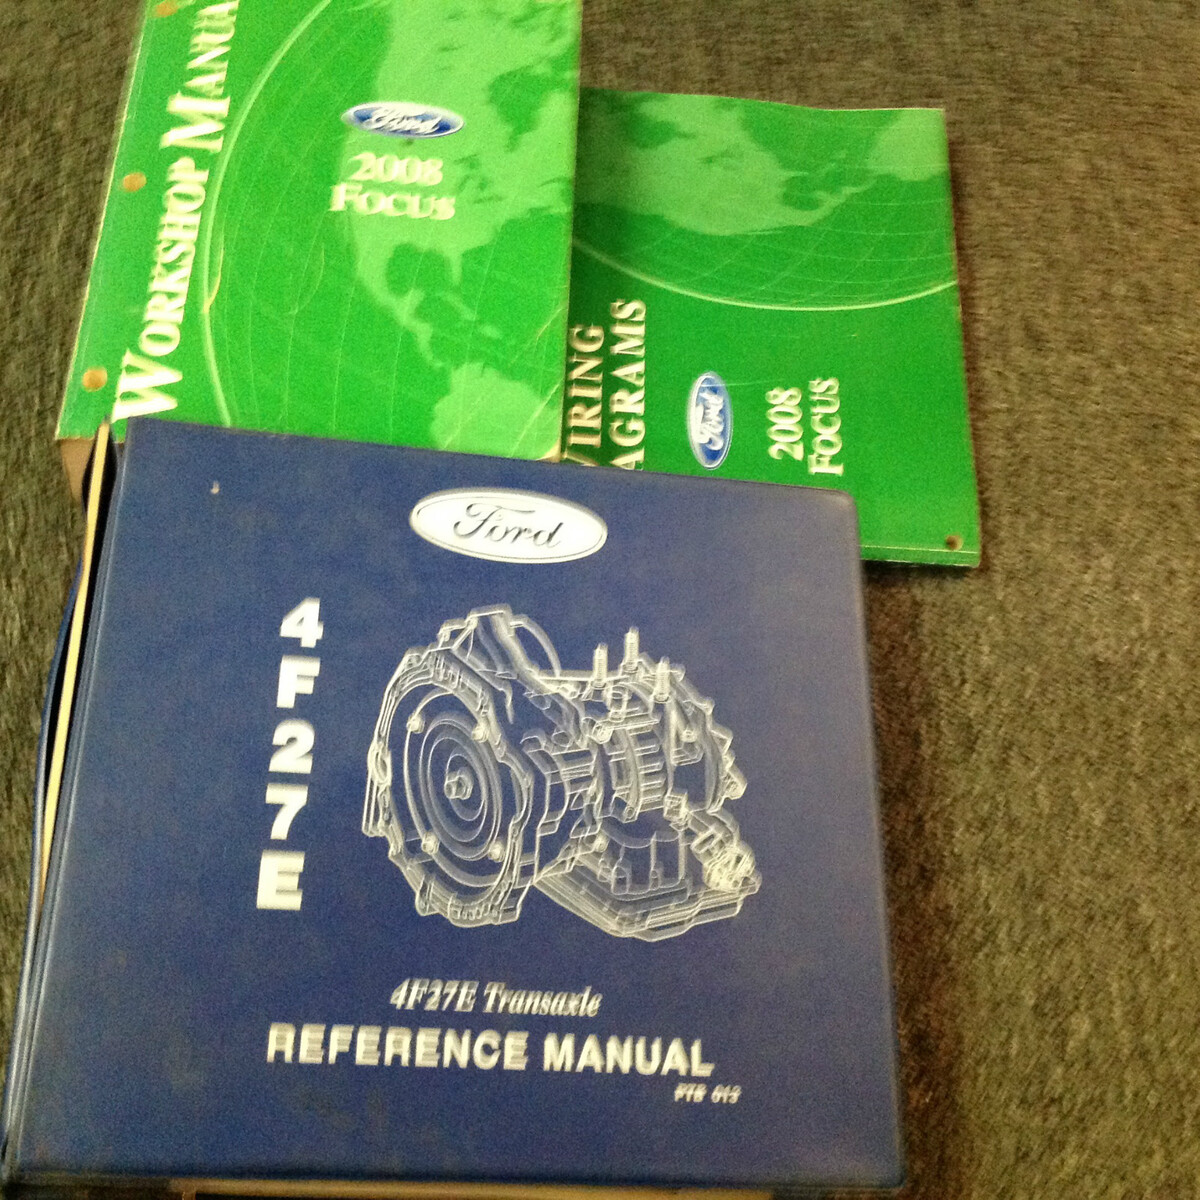 WORKSHOP MANUA
Ford
2008
FOCUS
IRING
AGRAMS
Ford
2008
FOCUS
Ford
4F27E
4F27E Transaxle
REFERENCE MANUAL